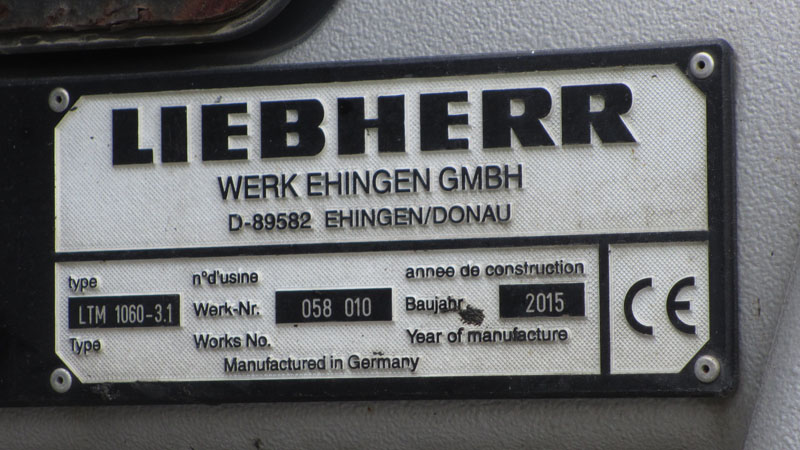 LIEBHERR
WERK EHINGEN GMBH
D-89582 EHINGEN/DONAU
type n°d'usine annee de construction
LTM 1060-3.1 Werk-Nr. 058 010 Baujahr 2015 CE
Type Works No. Year of manufacture
Manufactured in Germany